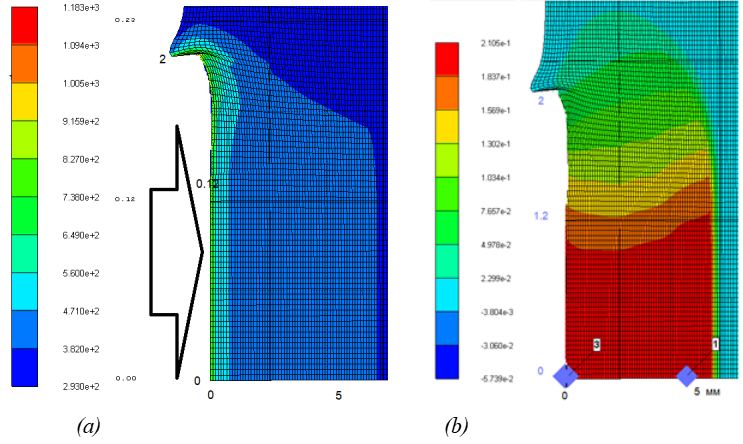 1.183e+3
1.094e+3
1.005e+3
9.159e+2
8.270e+2
7.380e+2
6.490e+2
5.600e+2
4.710e+2
3.820e+2
2.930e+2
0.23
0.12
0.00
2
0.12
0
0
5
(a)
2.105e-1
1.837e-1
1.569e-1
1.302e-1
1.034e-1
7.657e-2
4.978e-2
2.299e-2
-3.804e-3
-3.060e-2
-5.739e-2
2
1.2
0
3
1
0
5 мм
(b)